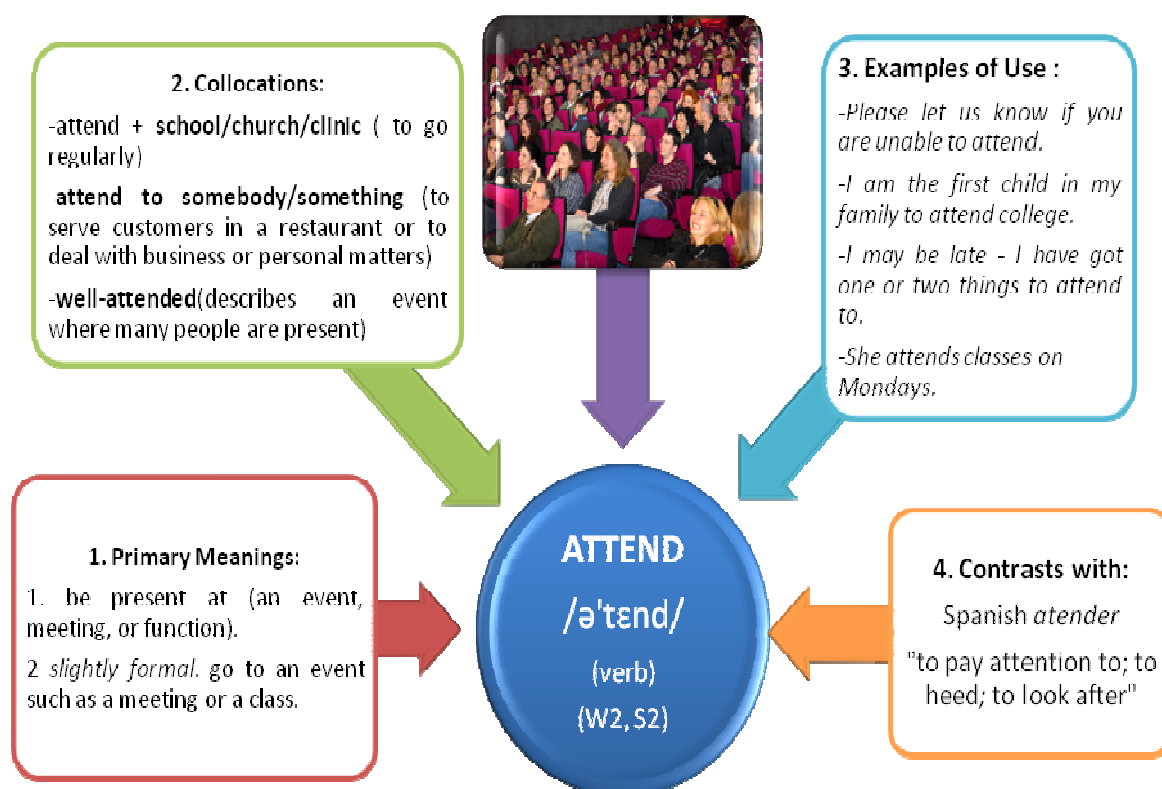 2. Collocations:
-attend + school/church/clinic ( to go
regularly)
attend to somebody/something (to
serve customers in a restaurant or to
deal with business or personal matters)
-well-attended(describes an event
where many people are present)
3. Examples of Use :
-Please let us know if you
are unable to attend.
-I am the first child in my
family to attend college.
-I may be late - I have got
one or two things to attend
to.
-She attends classes on
Mondays.
1. Primary Meanings:
1. be present at (an event,
meeting, or function).
2 slightly formal. go to an event
such as a meeting or a class.
ATTEND
/ə'tɛnd/
(verb)
(W2, S2)
4. Contrasts with:
Spanish atender
"to pay attention to; to
heed; to look after"